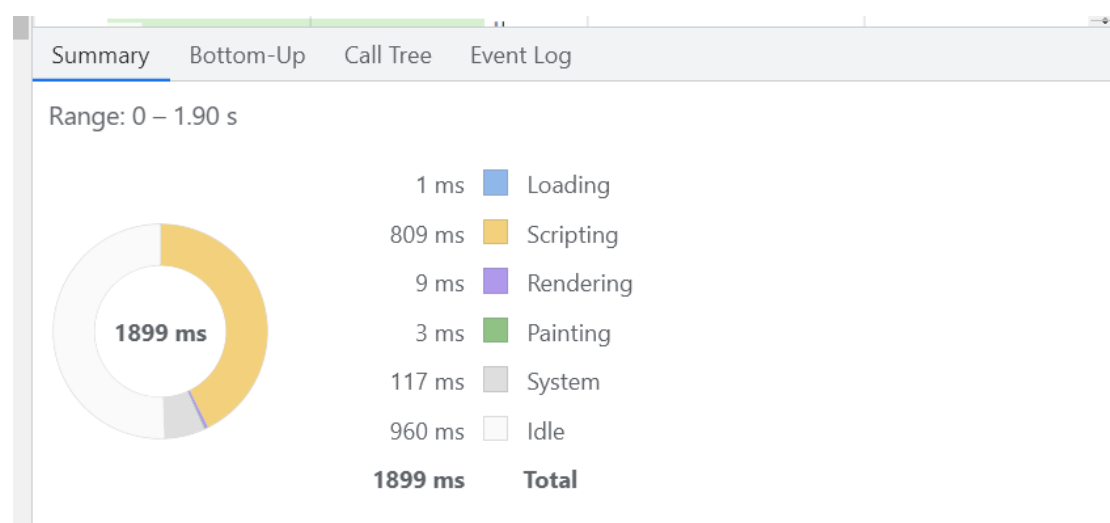 Summary Bottom-Up Call Tree Event Log
Range: 0 – 1.90 s
1 ms Loading
809 ms Scripting
9 ms Rendering
1899 ms
3 ms Painting
117 ms System
960 ms Idle
1899 ms Total